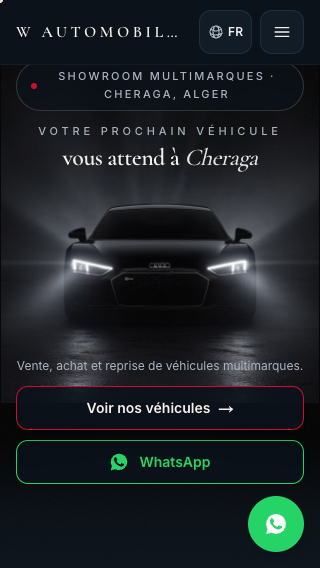 W AUTOMOBIL...
FR
SHOWROOM MULTIMARQUES ·
CHERAGA, ALGER
VOTRE PROCHAIN VÉHICULE
vous attend à Cheraga
Vente, achat et reprise de véhicules multimarques.
Voir nos véhicules →
WhatsApp